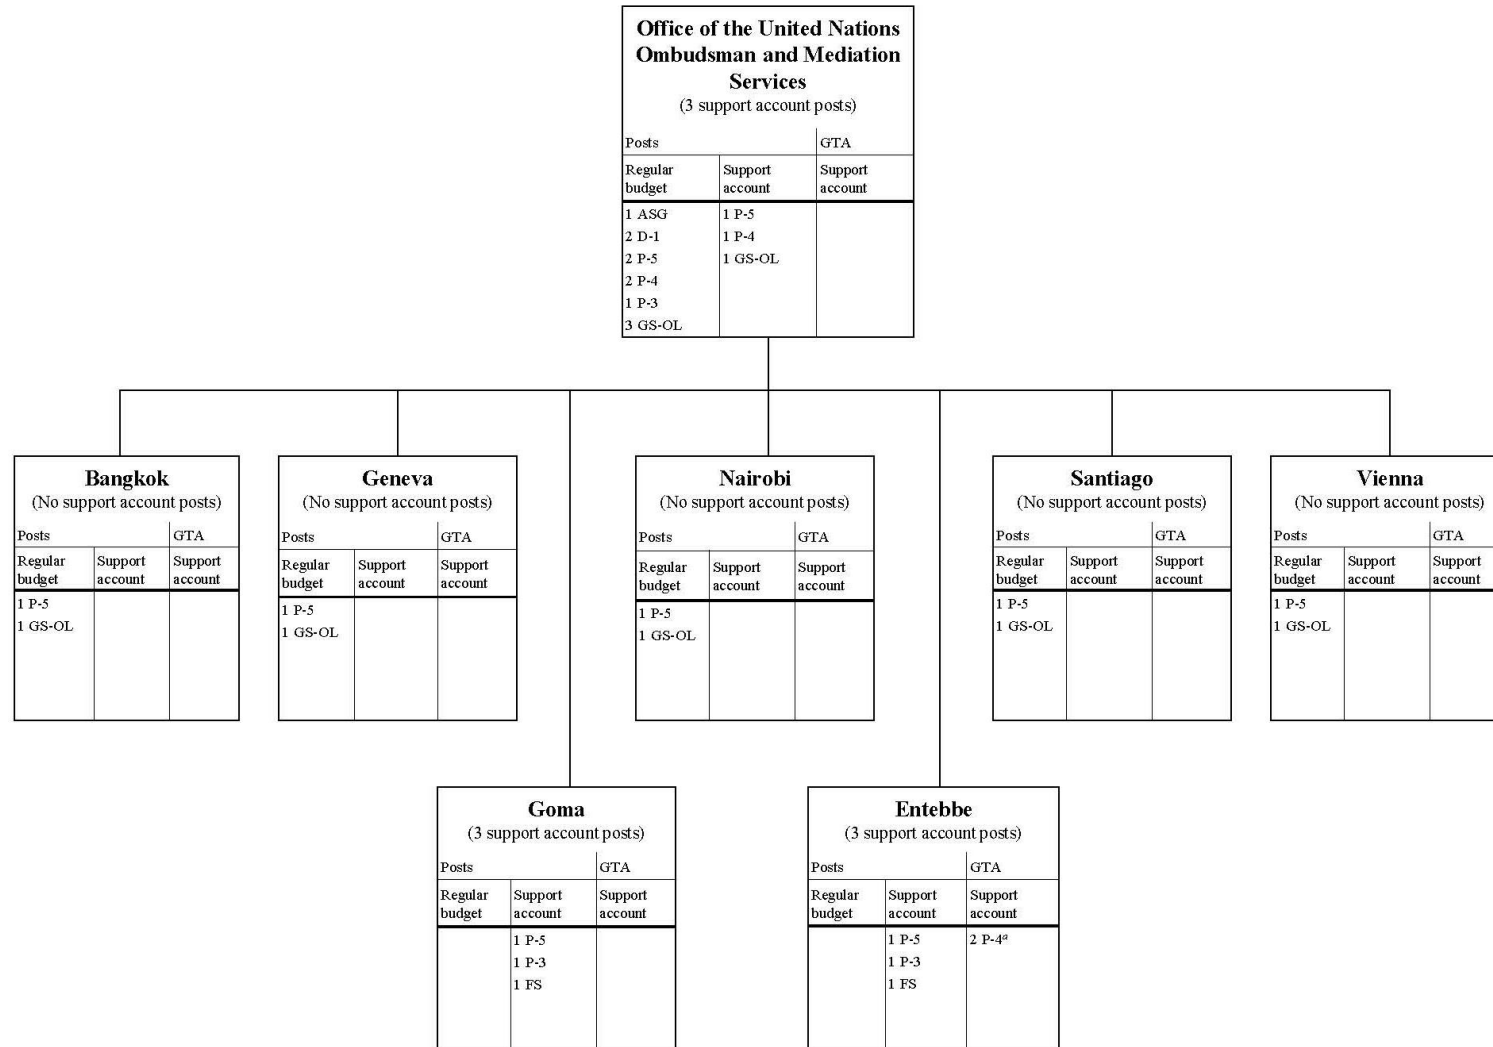 Office of the United Nations
Ombudsman and Mediation
Services
(3 support account posts)
Posts GTA
Regular budget Support account Support account
1 ASG 1 P-5
2 D-1 1 P-4
2 P-5 1 GS-OL
2 P-4
1 P-3
3 GS-OL
Bangkok
(No support account posts)
Posts GTA
Regular budget Support account Support account
1 P-5
1 GS-OL
Geneva
(No support account posts)
Posts GTA
Regular budget Support account Support account
1 P-5
1 GS-OL
Nairobi
(No support account posts)
Posts GTA
Regular budget Support account Support account
1 P-5
1 GS-OL
Santiago
(No support account posts)
Posts GTA
Regular budget Support account Support account
1 P-5
1 GS-OL
Vienna
(No support account posts)
Posts GTA
Regular budget Support account Support account
1 P-5
1 GS-OL
Goma
(3 support account posts)
Posts GTA
Regular budget Support account Support account
1 P-5
1 P-3
1 FS
Entebbe
(3 support account posts)
Posts GTA
Regular budget Support account Support account
1 P-5 2 P-4ᵃ
1 P-3
1 FS